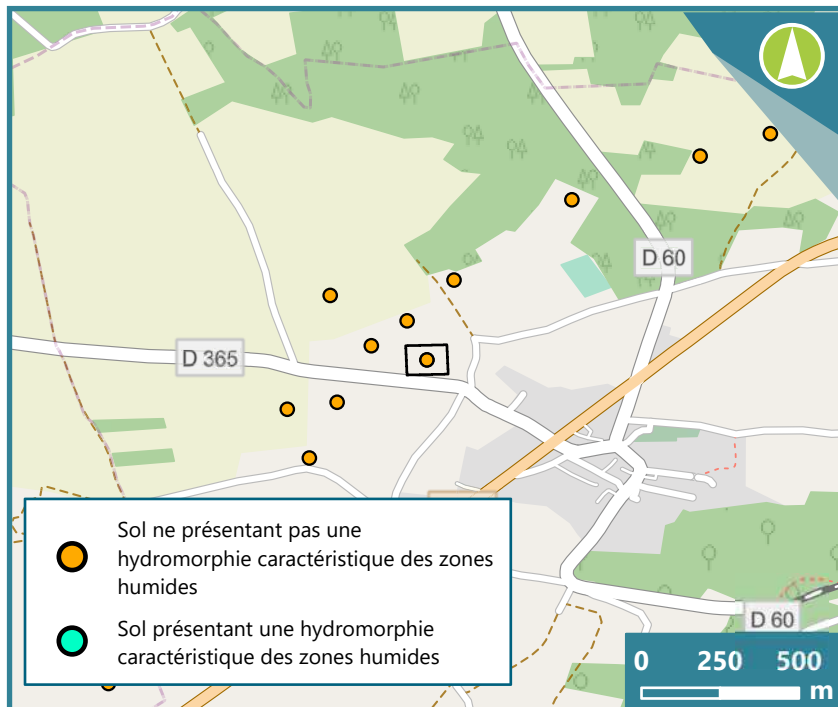 D 60
D 365
Sol ne présentant pas une
hydromorphie caractéristique des zones
humides
Sol présentant une hydromorphie
caractéristique des zones humides
D 60
0 250 500
m